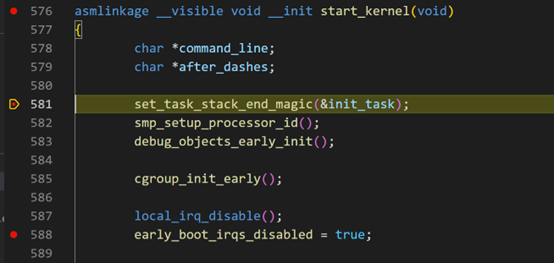 576 asmlinkage __visible void __init start_kernel(void)
577 {
578 char *command_line;
579 char *after_dashes;
580
581 set_task_stack_end_magic(&init_task);
582 smp_setup_processor_id();
583 debug_objects_early_init();
584
585 cgroup_init_early();
586
587 local_irq_disable();
588 early_boot_irqs_disabled = true;
589